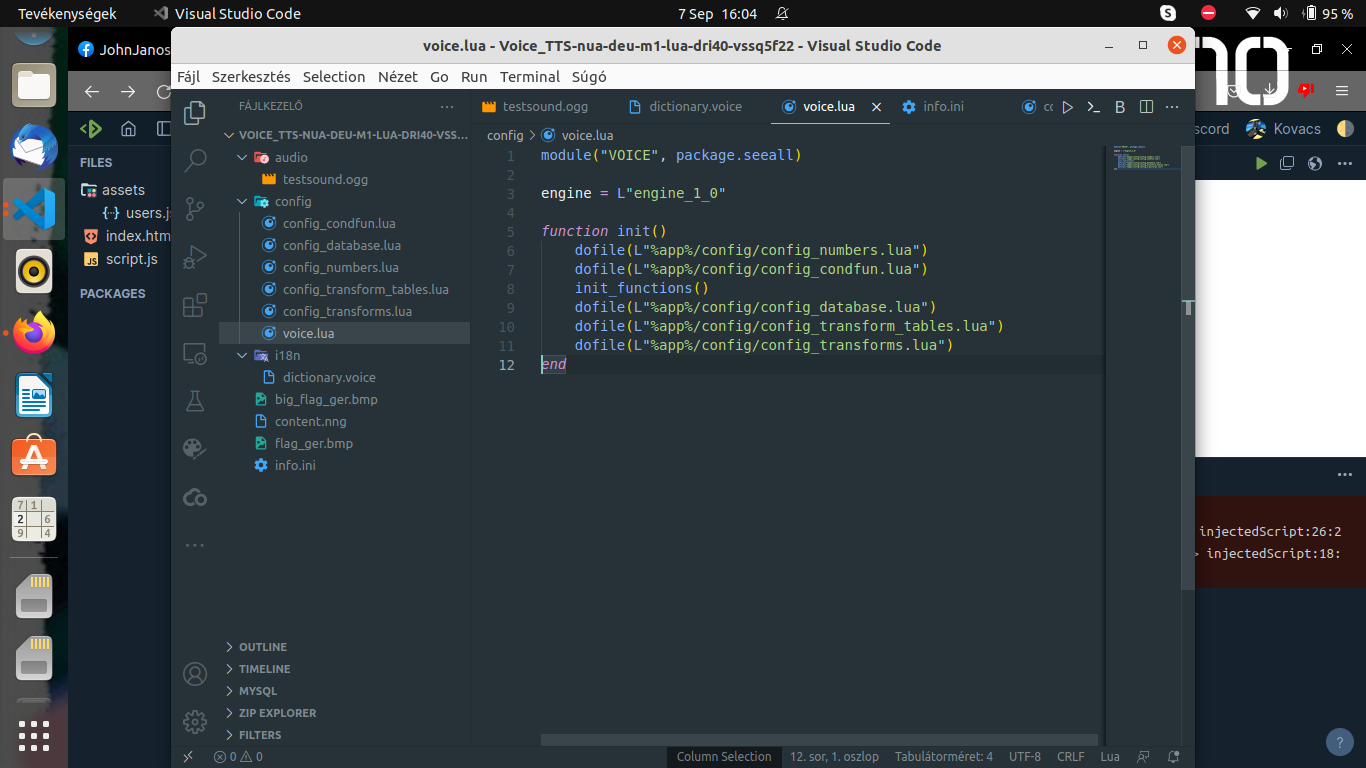 Tevékenységek
Visual Studio Code
7 Sep 16:04
S
95 %
JohnJanos
voice.lua - Voice_TTS-nua-deu-m1-lua-dri40-vssq5f22 - Visual Studio Code
10
Fájl Szerkesztés Selection Nézet Go Run Terminal Súgó
FÁJLKEZELŐ
testsound.ogg
dictionary.voice
voice.lua
info.ini
B
scord
Kovacs
VOICE_TTS-NUA-DEU-M1-LUA-DRI40-VSS...
config > voice.lua
FILES
assets
users.js
index.htm
script.js
PACKAGES
audio
testsound.ogg
config
config_condfun.lua
config_database.lua
config_numbers.lua
config_transform_tables.lua
config_transforms.lua
voice.lua
i18n
dictionary.voice
big_flag_ger.bmp
content.nng
flag_ger.bmp
info.ini
1 module("VOICE", package.seeall)
2
3 engine = L"engine_1_0"
4
5 function init()
6 dofile(L"%app%/config/config_numbers.lua")
7 dofile(L"%app%/config/config_condfun.lua")
8 init_functions()
9 dofile(L"%app%/config/config_database.lua")
10 dofile(L"%app%/config/config_transform_tables.lua")
11 dofile(L"%app%/config/config_transforms.lua")
12 end
7 1
2 6
9 4
injectedScript:26:2
> injectedScript:18:
OUTLINE
TIMELINE
MYSQL
ZIP EXPLORER
FILTERS
0 0
Column Selection
12. sor, 1. oszlop
Tabulátorméret: 4
UTF-8
CRLF
Lua
?